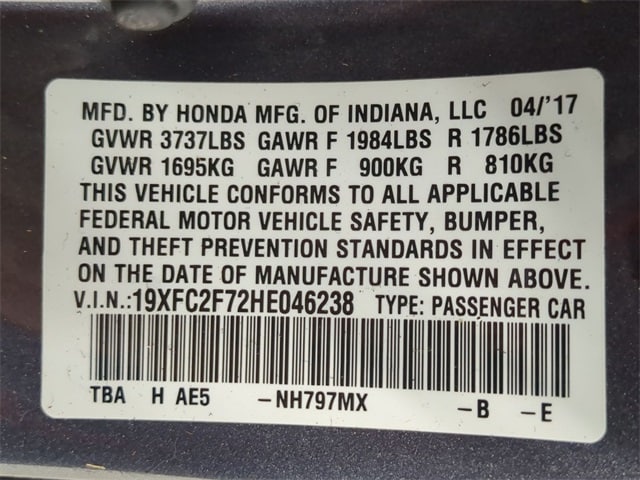 MFD. BY HONDA MFG. OF INDIANA, LLC 04/'17
GVWR 3737LBS GAWR F 1984LBS R 1786LBS
GVWR 1695KG GAWR F 900KG R 810KG
THIS VEHICLE CONFORMS TO ALL APPLICABLE
FEDERAL MOTOR VEHICLE SAFETY, BUMPER,
AND THEFT PREVENTION STANDARDS IN EFFECT
ON THE DATE OF MANUFACTURE SHOWN ABOVE.
V.I.N.:19XFC2F72HE046238 TYPE: PASSENGER CAR
TBA H AE5 -NH797MX -B -E